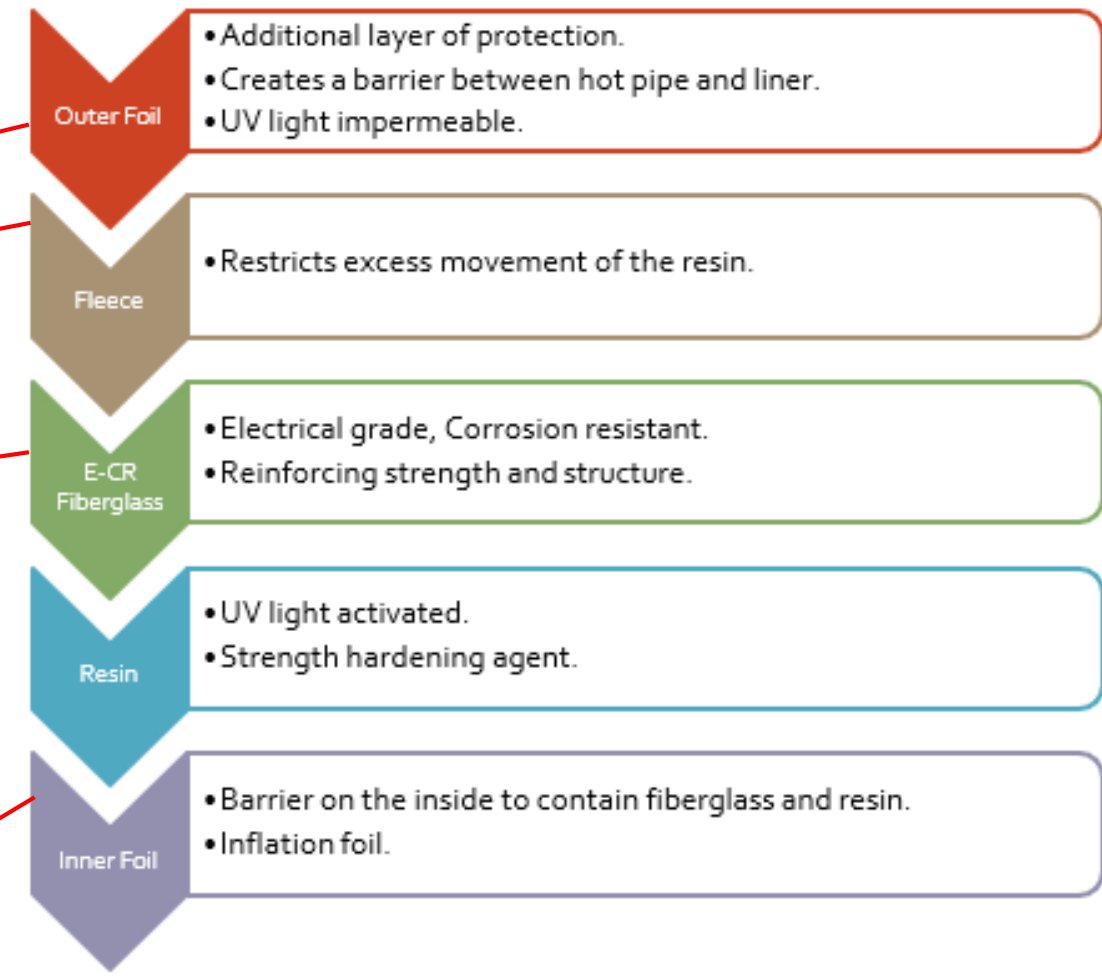 Outer Foil
•Additional layer of protection.
•Creates a barrier between hot pipe and liner.
•UV light impermeable.
Fleece
•Restricts excess movement of the resin.
E-CR
Fiberglass
•Electrical grade, Corrosion resistant.
•Reinforcing strength and structure.
Resin
•UV light activated.
•Strength hardening agent.
Inner Foil
•Barrier on the inside to contain fiberglass and resin.
•Inflation foil.